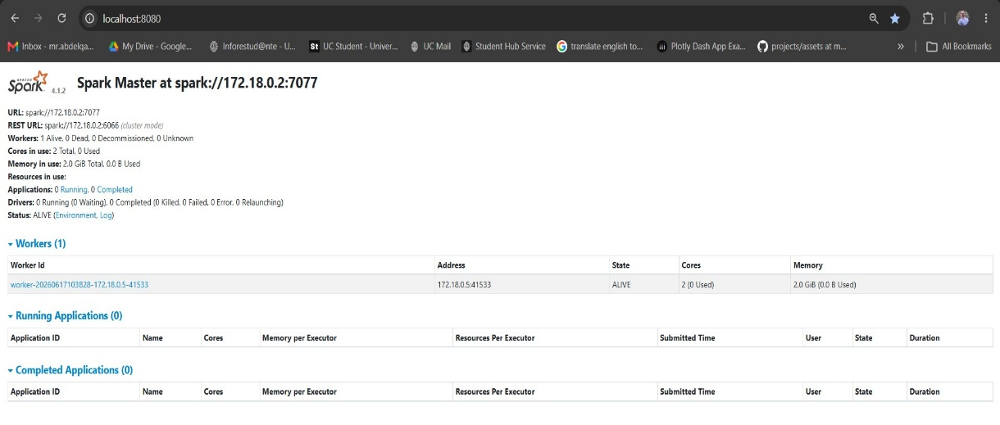 localhost:8080
Inbox - mr.abdelqa... My Drive - Google... Inforestud@nte - U... St UC Student - Univer... UC Mail Student Hub Service translate english to... Plotly Dash App Exa... projects/assets at m... » All Bookmarks
APACHE Spark 4.1.2 Spark Master at spark://172.18.0.2:7077
URL: spark://172.18.0.2:7077
REST URL: spark://172.18.0.2:6066 (cluster mode)
Workers: 1 Alive, 0 Dead, 0 Decommissioned, 0 Unknown
Cores in use: 2 Total, 0 Used
Memory in use: 2.0 GiB Total, 0.0 B Used
Resources in use:
Applications: 0 Running, 0 Completed
Drivers: 0 Running (0 Waiting), 0 Completed (0 Killed, 0 Failed, 0 Error, 0 Relaunching)
Status: ALIVE (Environment, Log)
Workers (1)
Worker Id Address State Cores Memory
worker-20260617103828-172.18.0.5-41533 172.18.0.5:41533 ALIVE 2 (0 Used) 2.0 GiB (0.0 B Used)
Running Applications (0)
Application ID Name Cores Memory per Executor Resources Per Executor Submitted Time User State Duration
Completed Applications (0)
Application ID Name Cores Memory per Executor Resources Per Executor Submitted Time User State Duration